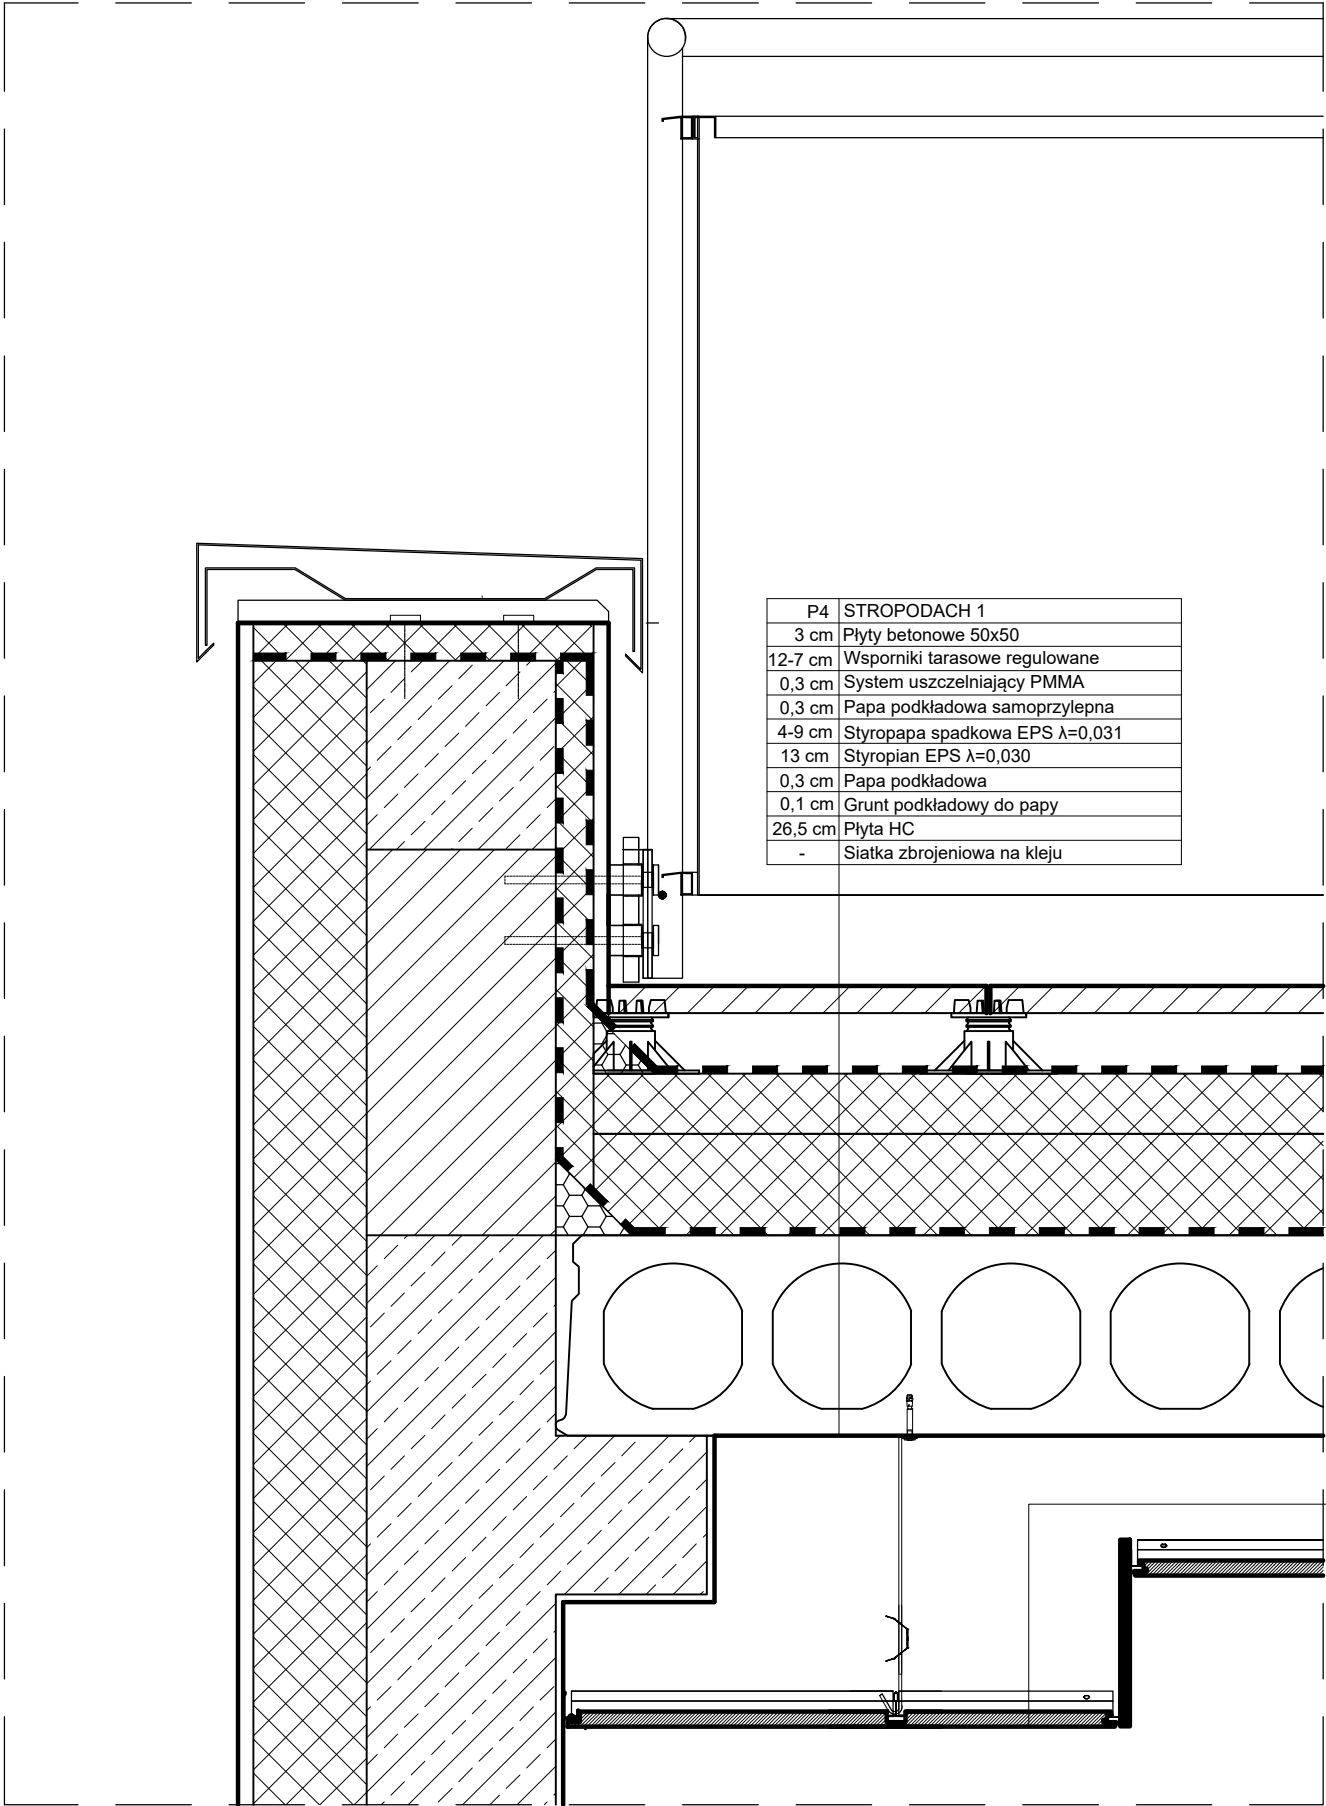 P4 STROPODACH 1
3 cm Płyty betonowe 50x50
12-7 cm Wsporniki tarasowe regulowane
0,3 cm System uszczelniający PMMA
0,3 cm Papa podkładowa samoprzylepna
4-9 cm Styropapa spadkowa EPS λ=0,031
13 cm Styropian EPS λ=0,030
0,3 cm Papa podkładowa
0,1 cm Grunt podkładowy do papy
26,5 cm Płyta HC
- Siatka zbrojeniowa na kleju